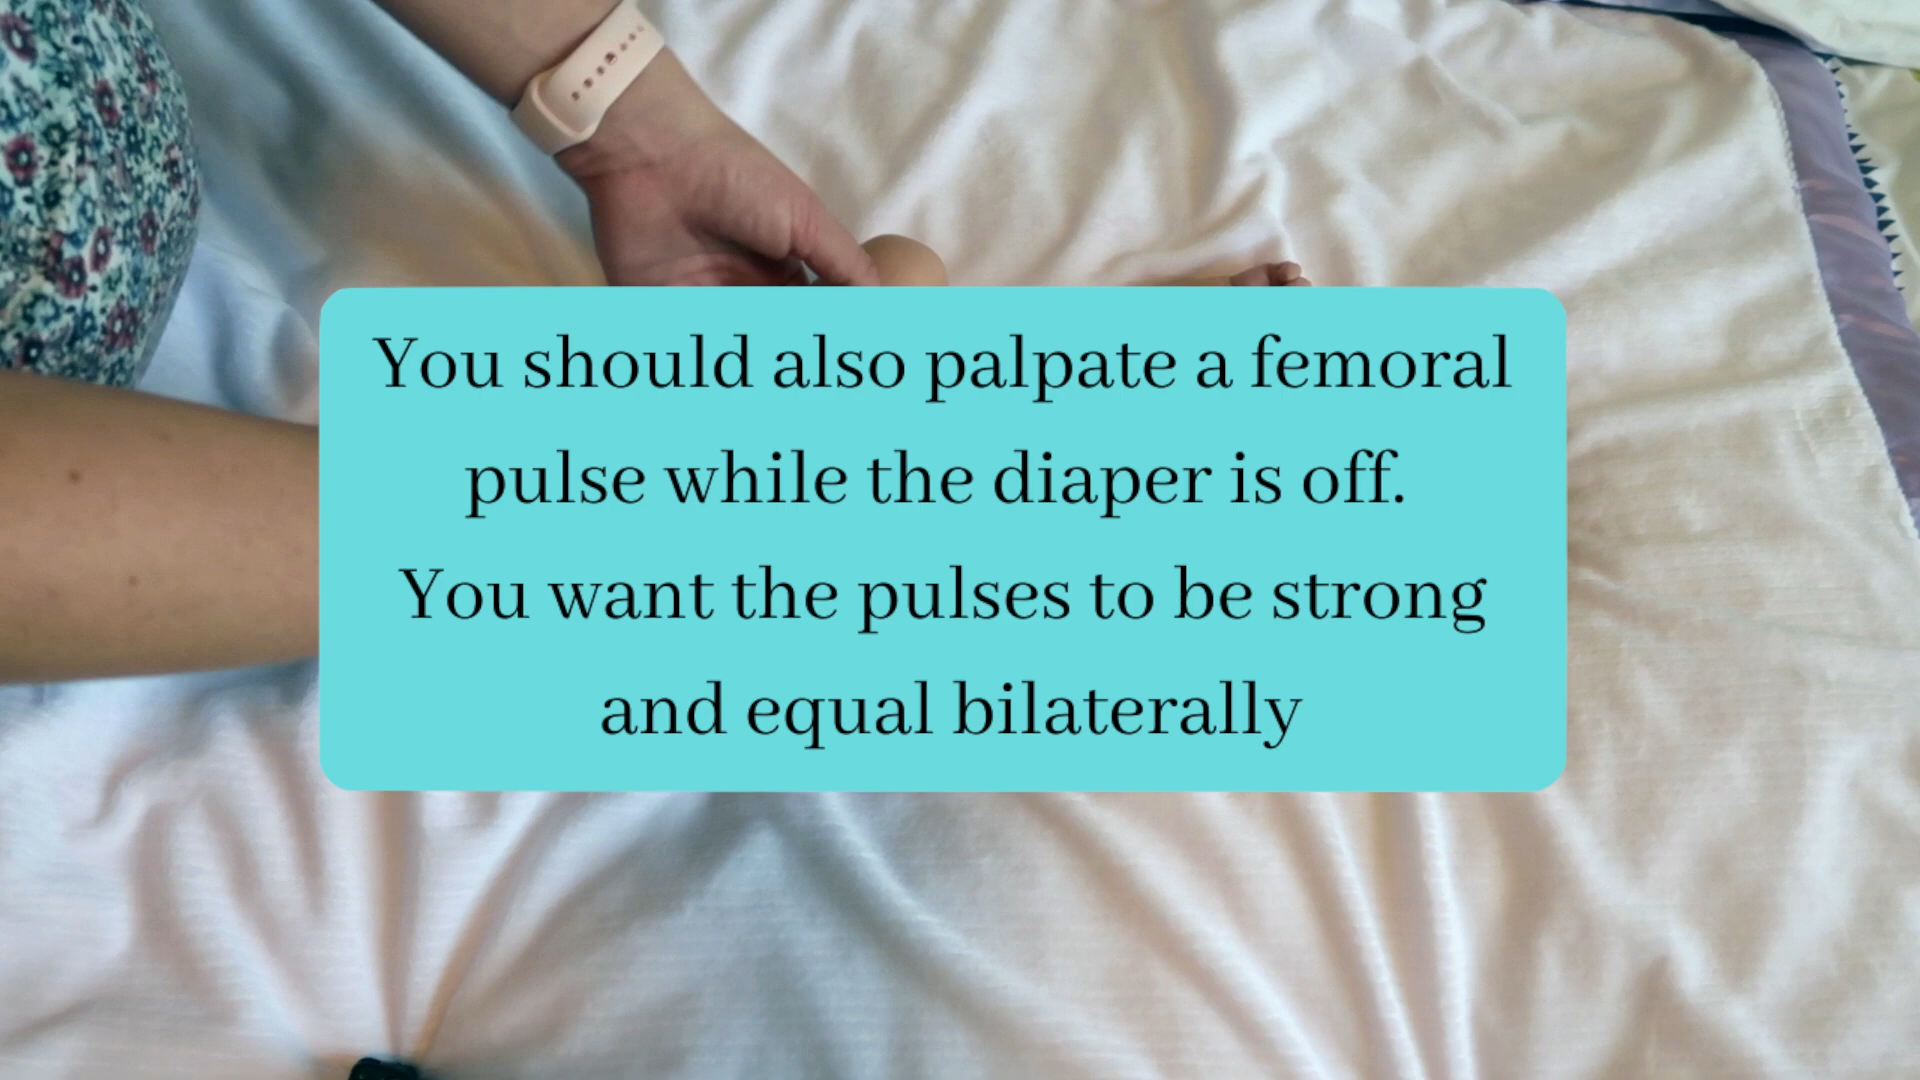 You should also palpate a femoral
pulse while the diaper is off.
You want the pulses to be strong
and equal bilaterally